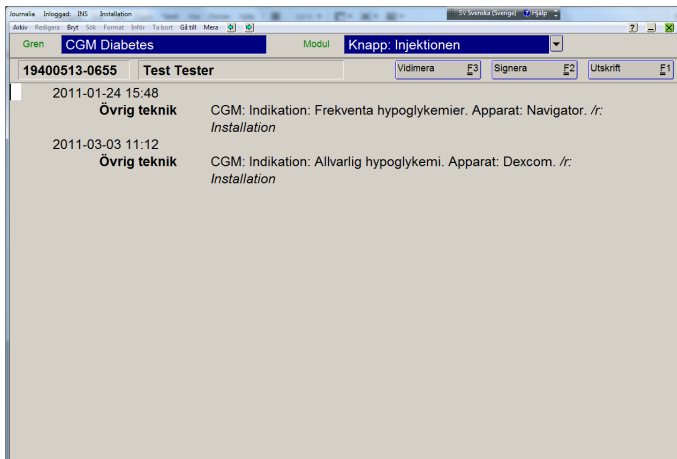 Journalia Inloggad: INS Installation
SV Svenska (Sverige) ? Hjälp
Arkiv Redigera Bryt Sök Format Inför Ta bort Gå till Mera
Gren CGM Diabetes Modul Knapp: Injektionen
19400513-0655 Test Tester Vidimera F3 Signera F2 Utskrift F1
2011-01-24 15:48
Övrig teknik CGM: Indikation: Frekventa hypoglykemier. Apparat: Navigator. /r:
Installation
2011-03-03 11:12
Övrig teknik CGM: Indikation: Allvarlig hypoglykemi. Apparat: Dexcom. /r:
Installation